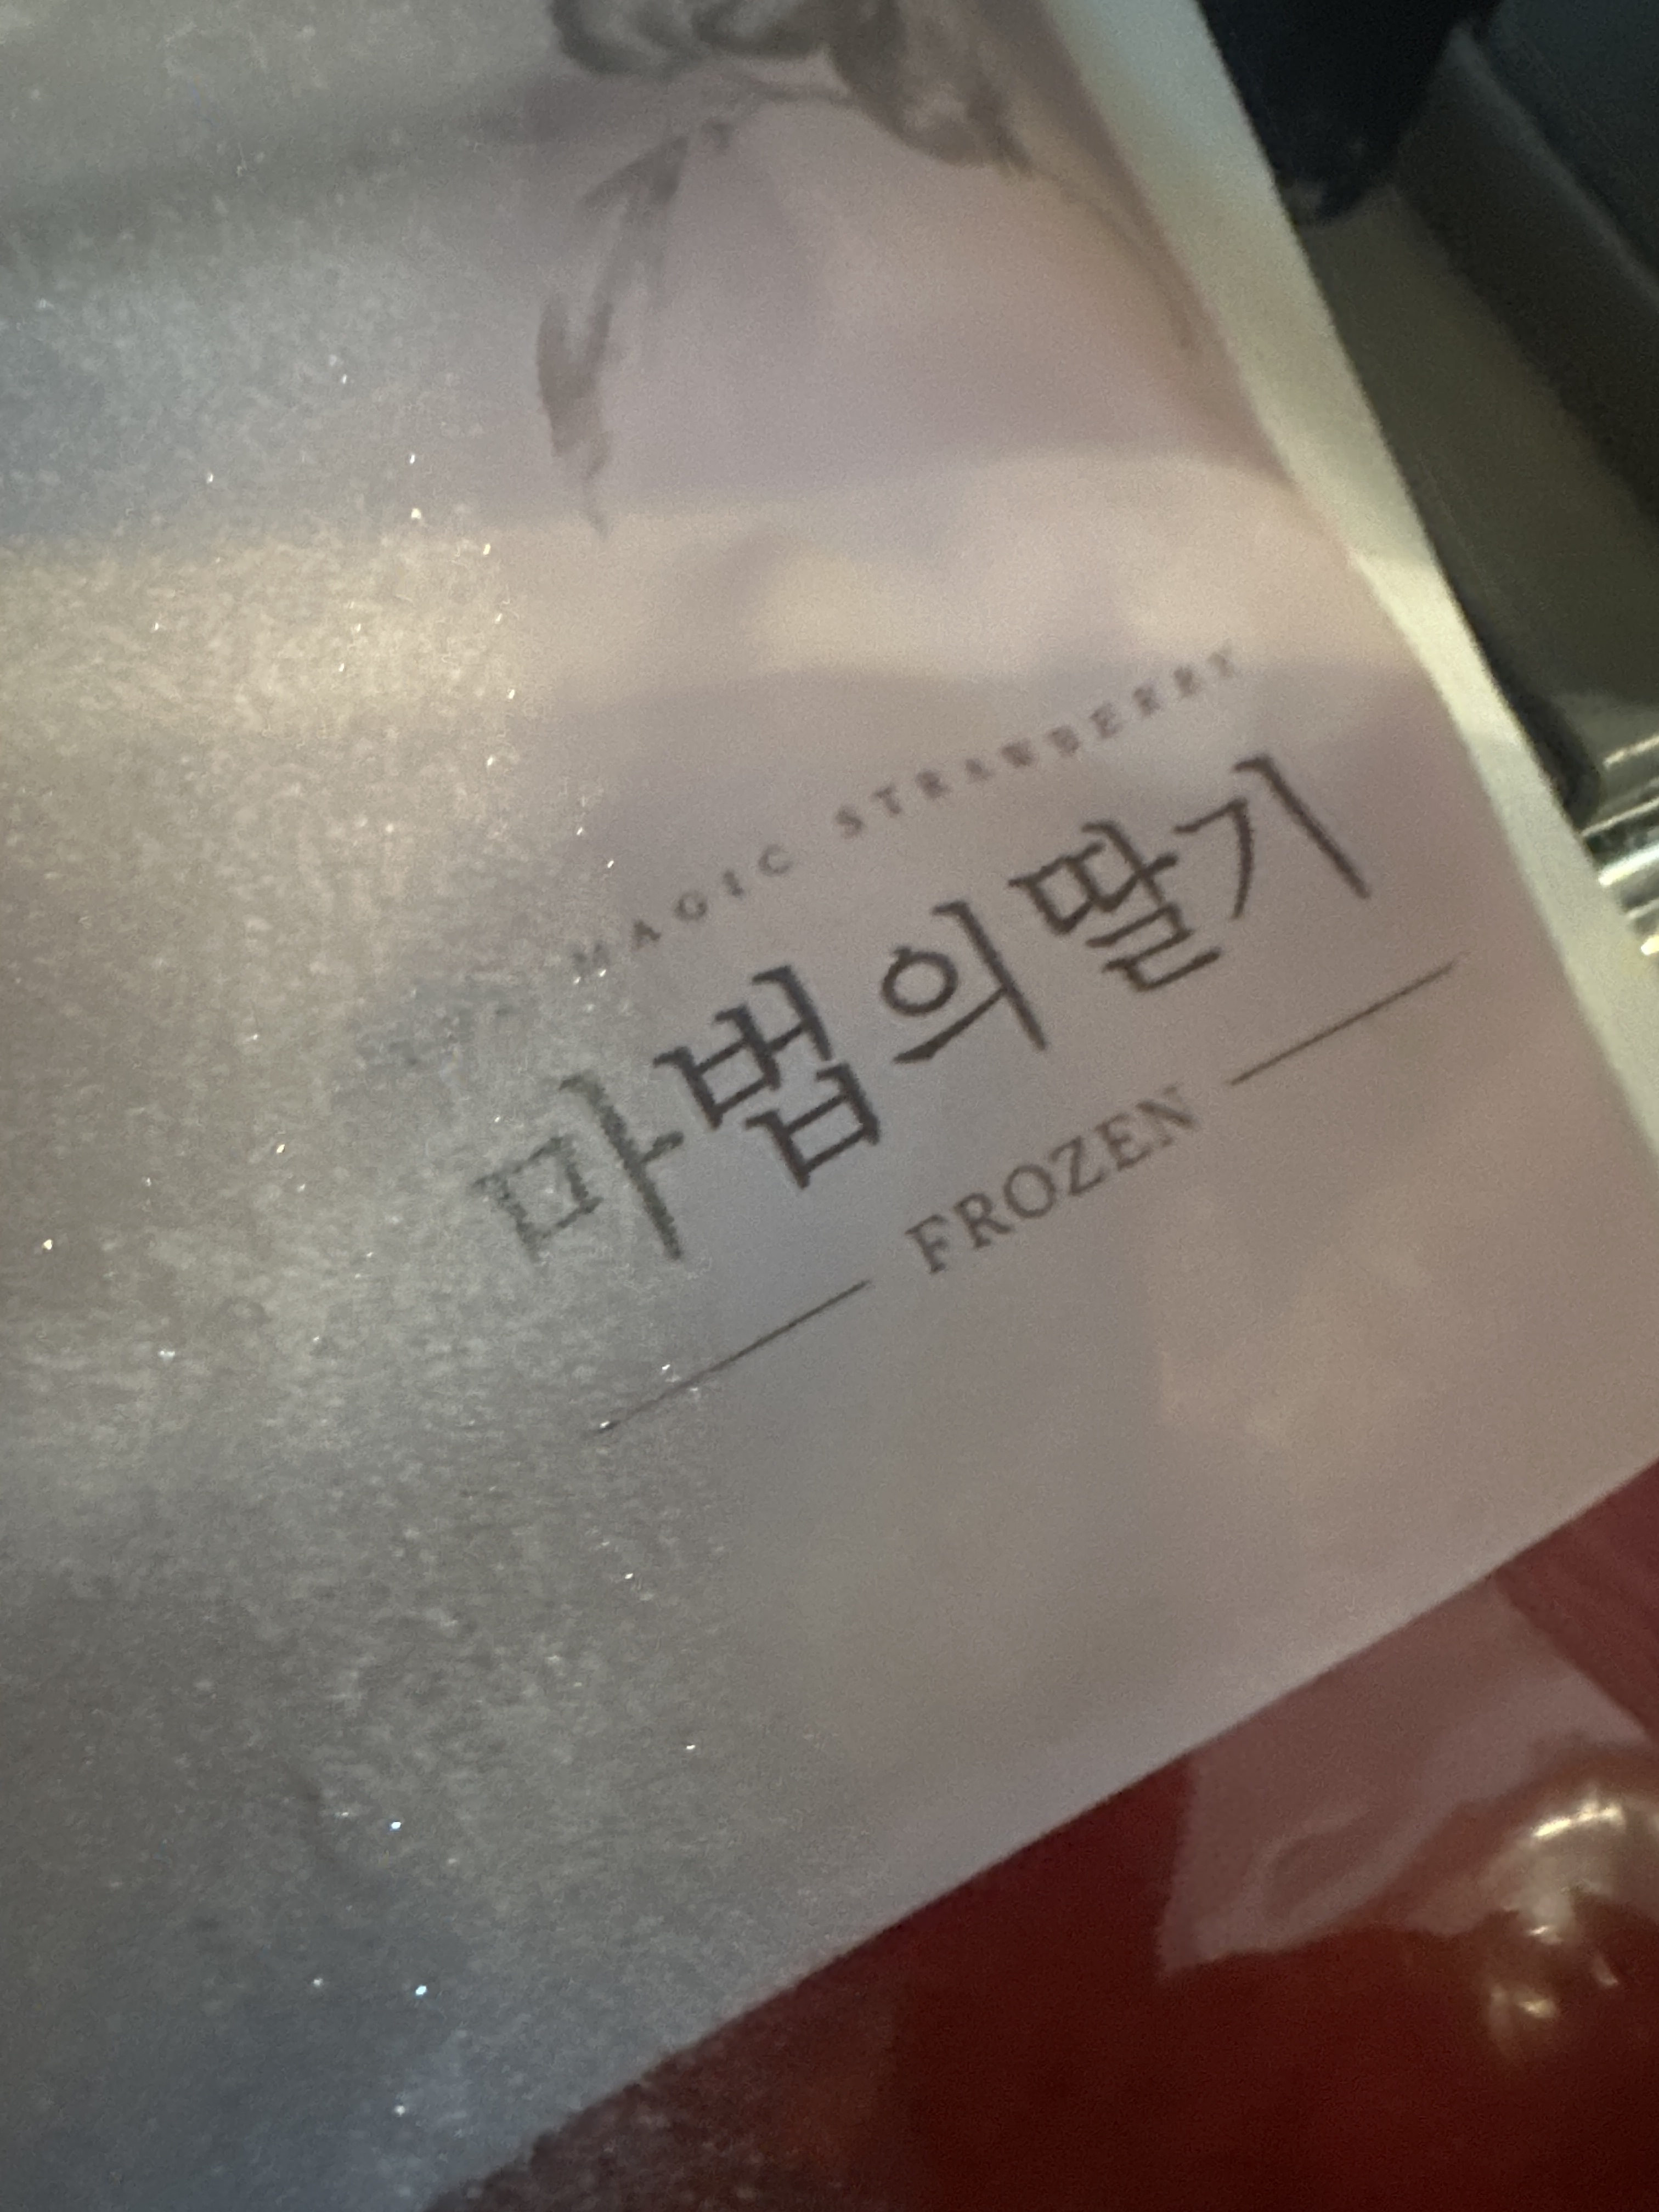 MAGIC STRAWBERRY
마법의딸기
FROZEN